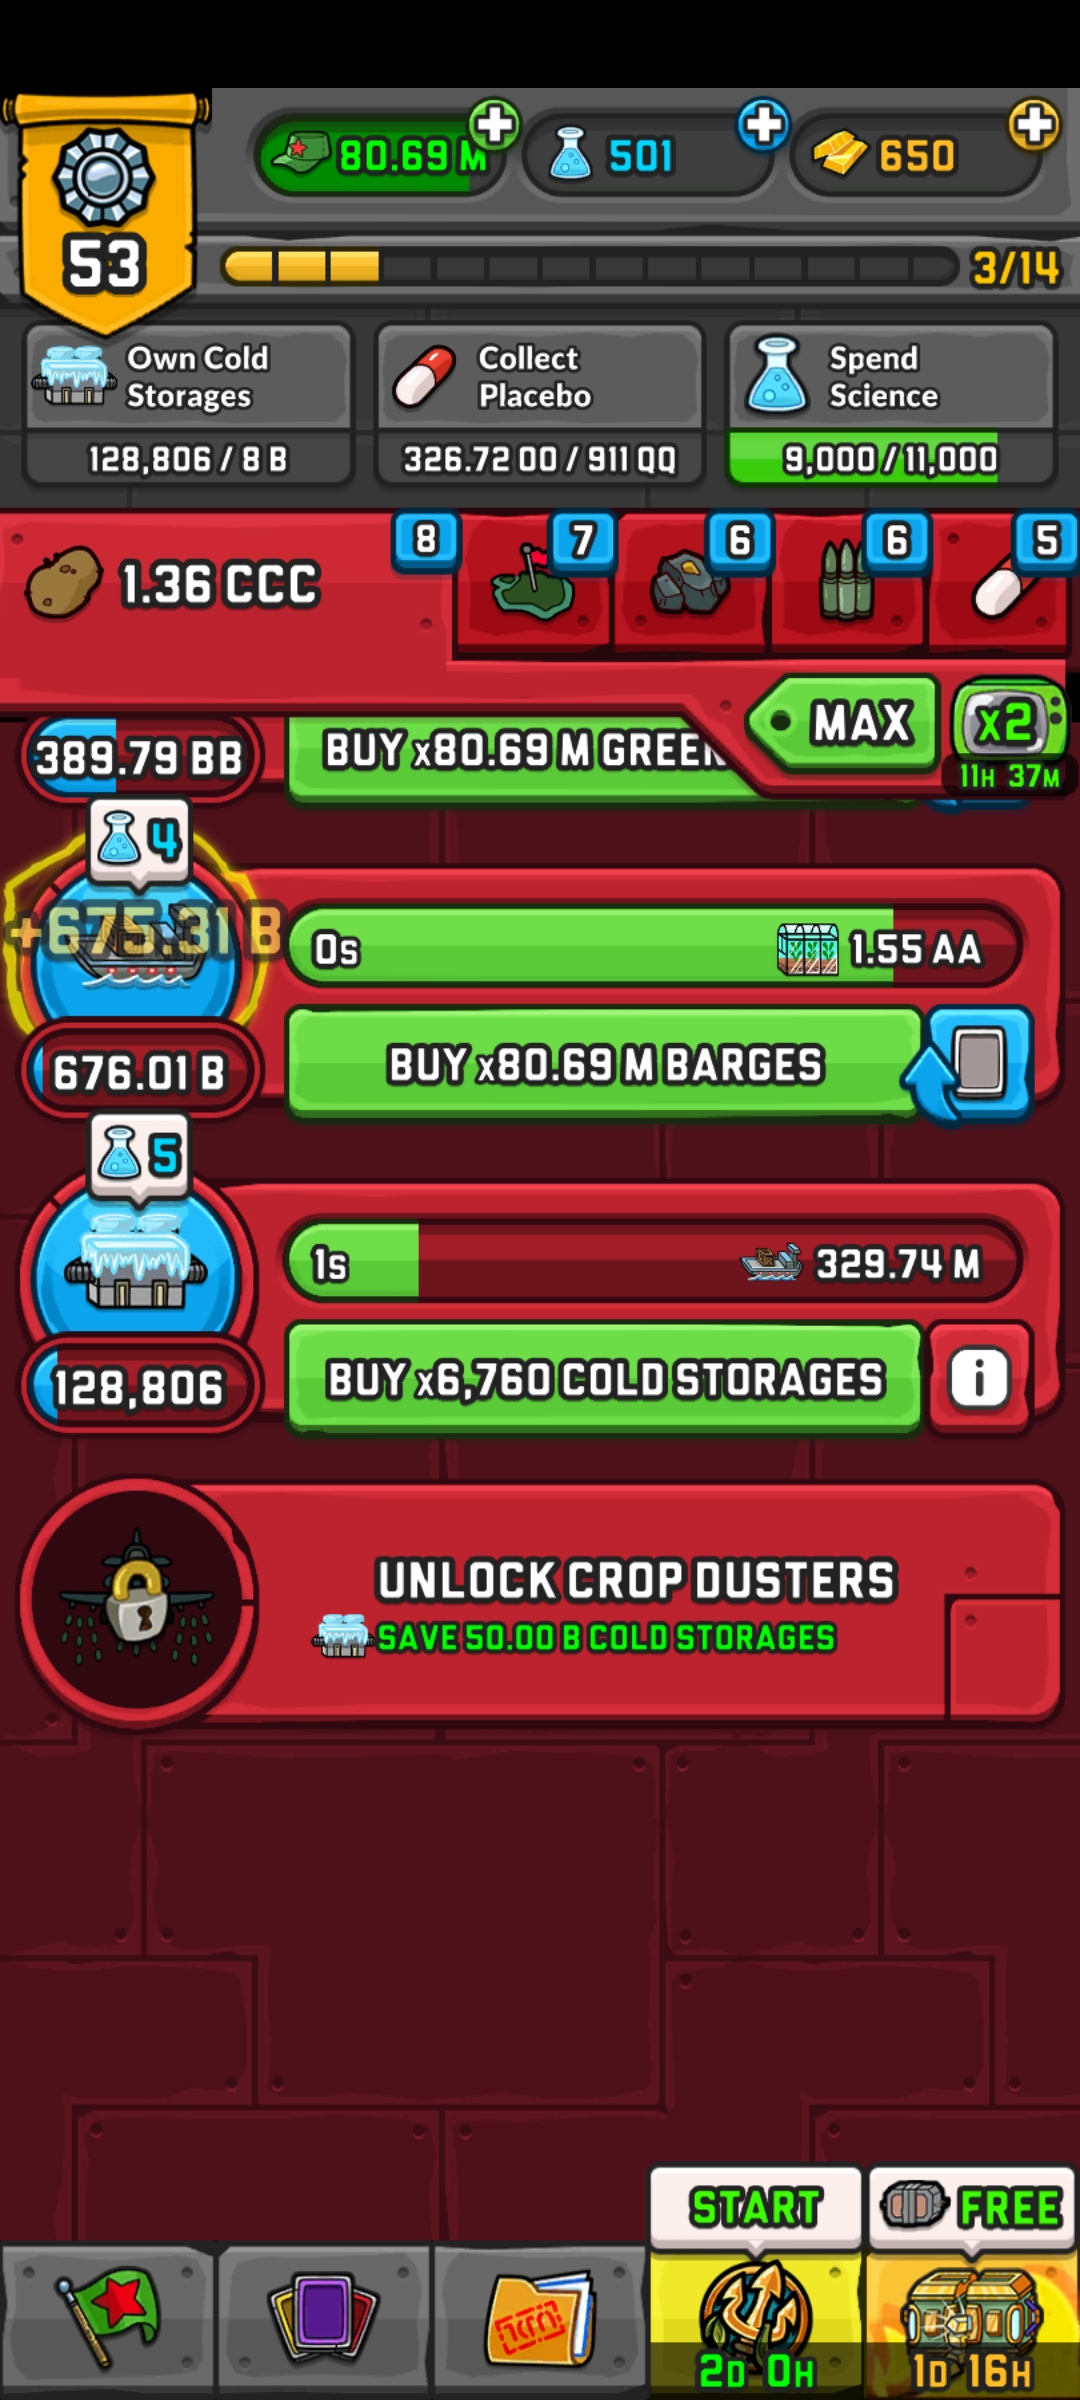 53
80.69 M
501
650
3/14
Own Cold
Storages
128,806 / 8 B
Collect
Placebo
326.72 OO / 911 QQ
Spend
Science
9,000 / 11,000
1.36 CCC
8
7
6
6
5
MAX
x2
11H 37M
389.79 BB
BUY x80.69 M GREEN
4
+675.31 B
0s
1.55 AA
676.01 B
BUY x80.69 M BARGES
5
1s
329.74 M
128,806
BUY x6,760 COLD STORAGES
i
UNLOCK CROP DUSTERS
SAVE 50.00 B COLD STORAGES
START
FREE
2D 0H
1D 16H